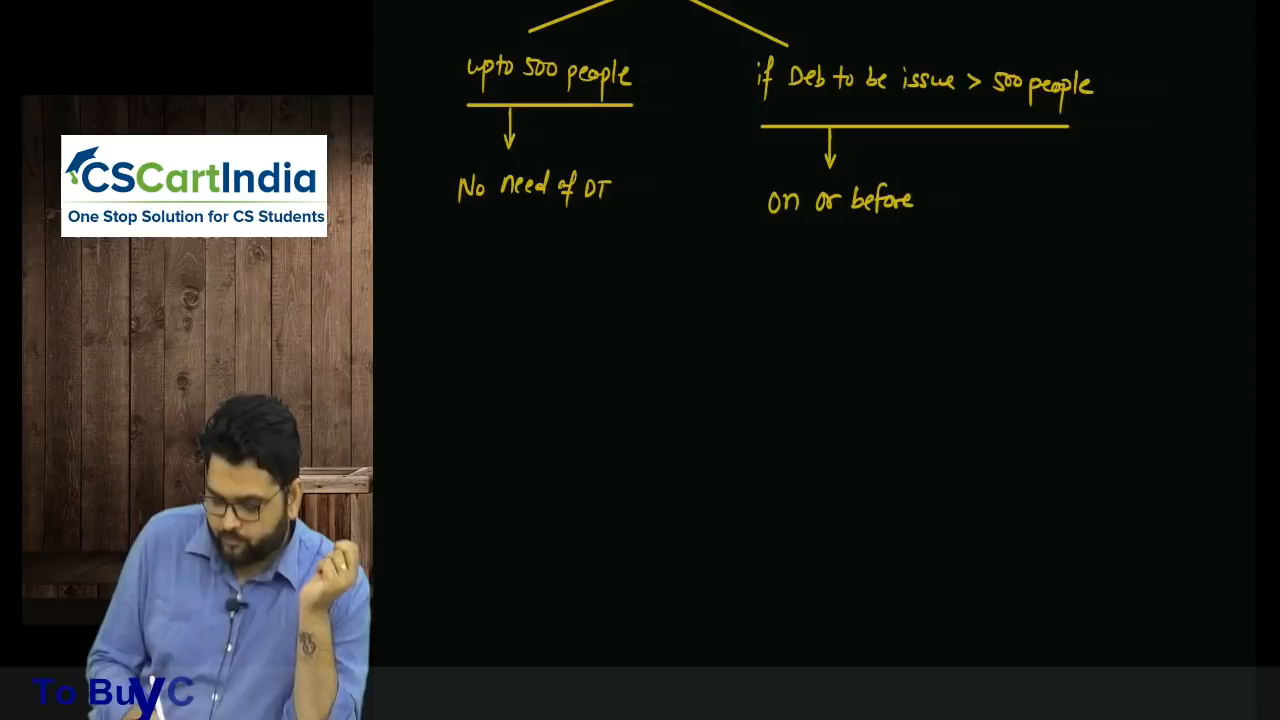 upto 500 people
if Deb to be issue > 500 people
No need of DT
on or before
CSCartIndia
One Stop Solution for CS Students
To Buy C